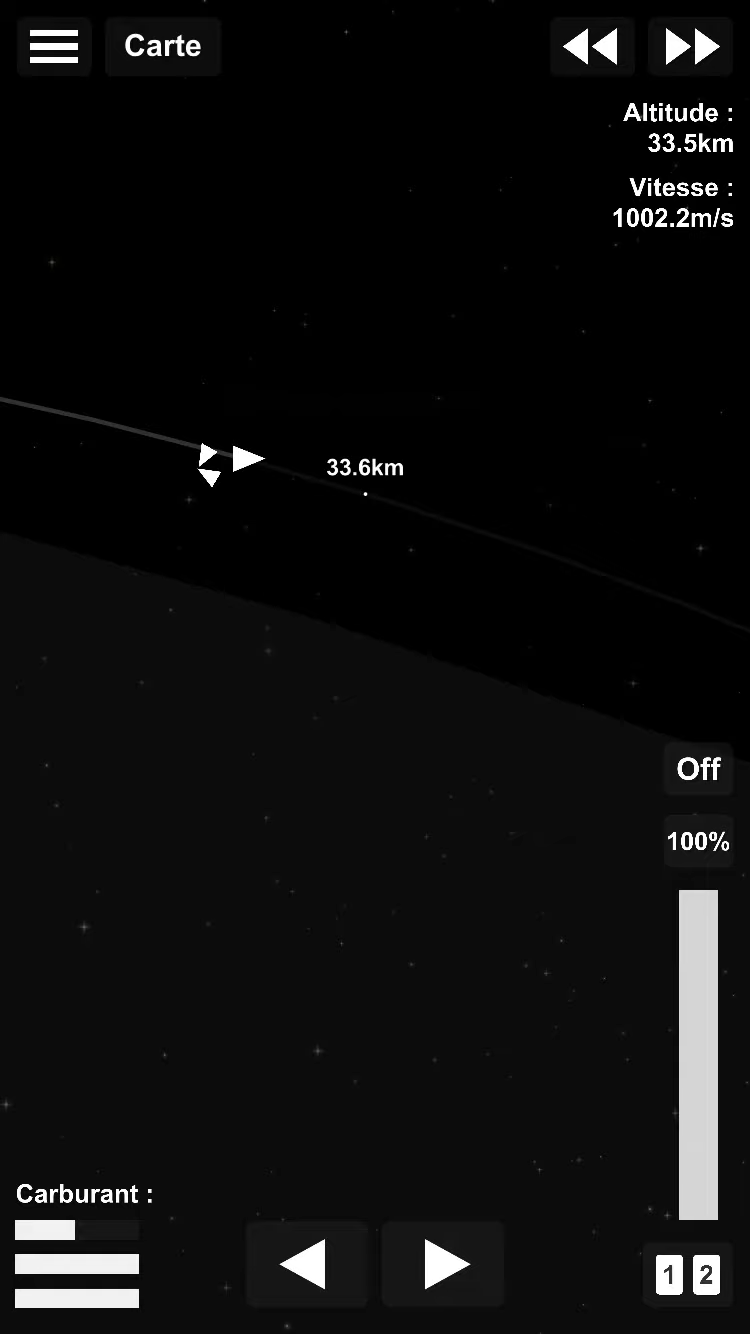 Carte
Altitude :
33.5km
Vitesse :
1002.2m/s
33.6km
Off
100%
Carburant :
1 2